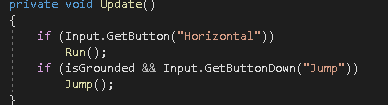 private void Update()
{
if (Input.GetButton("Horizontal"))
Run();
if (isGrounded && Input.GetButtonDown("Jump"))
Jump();
}